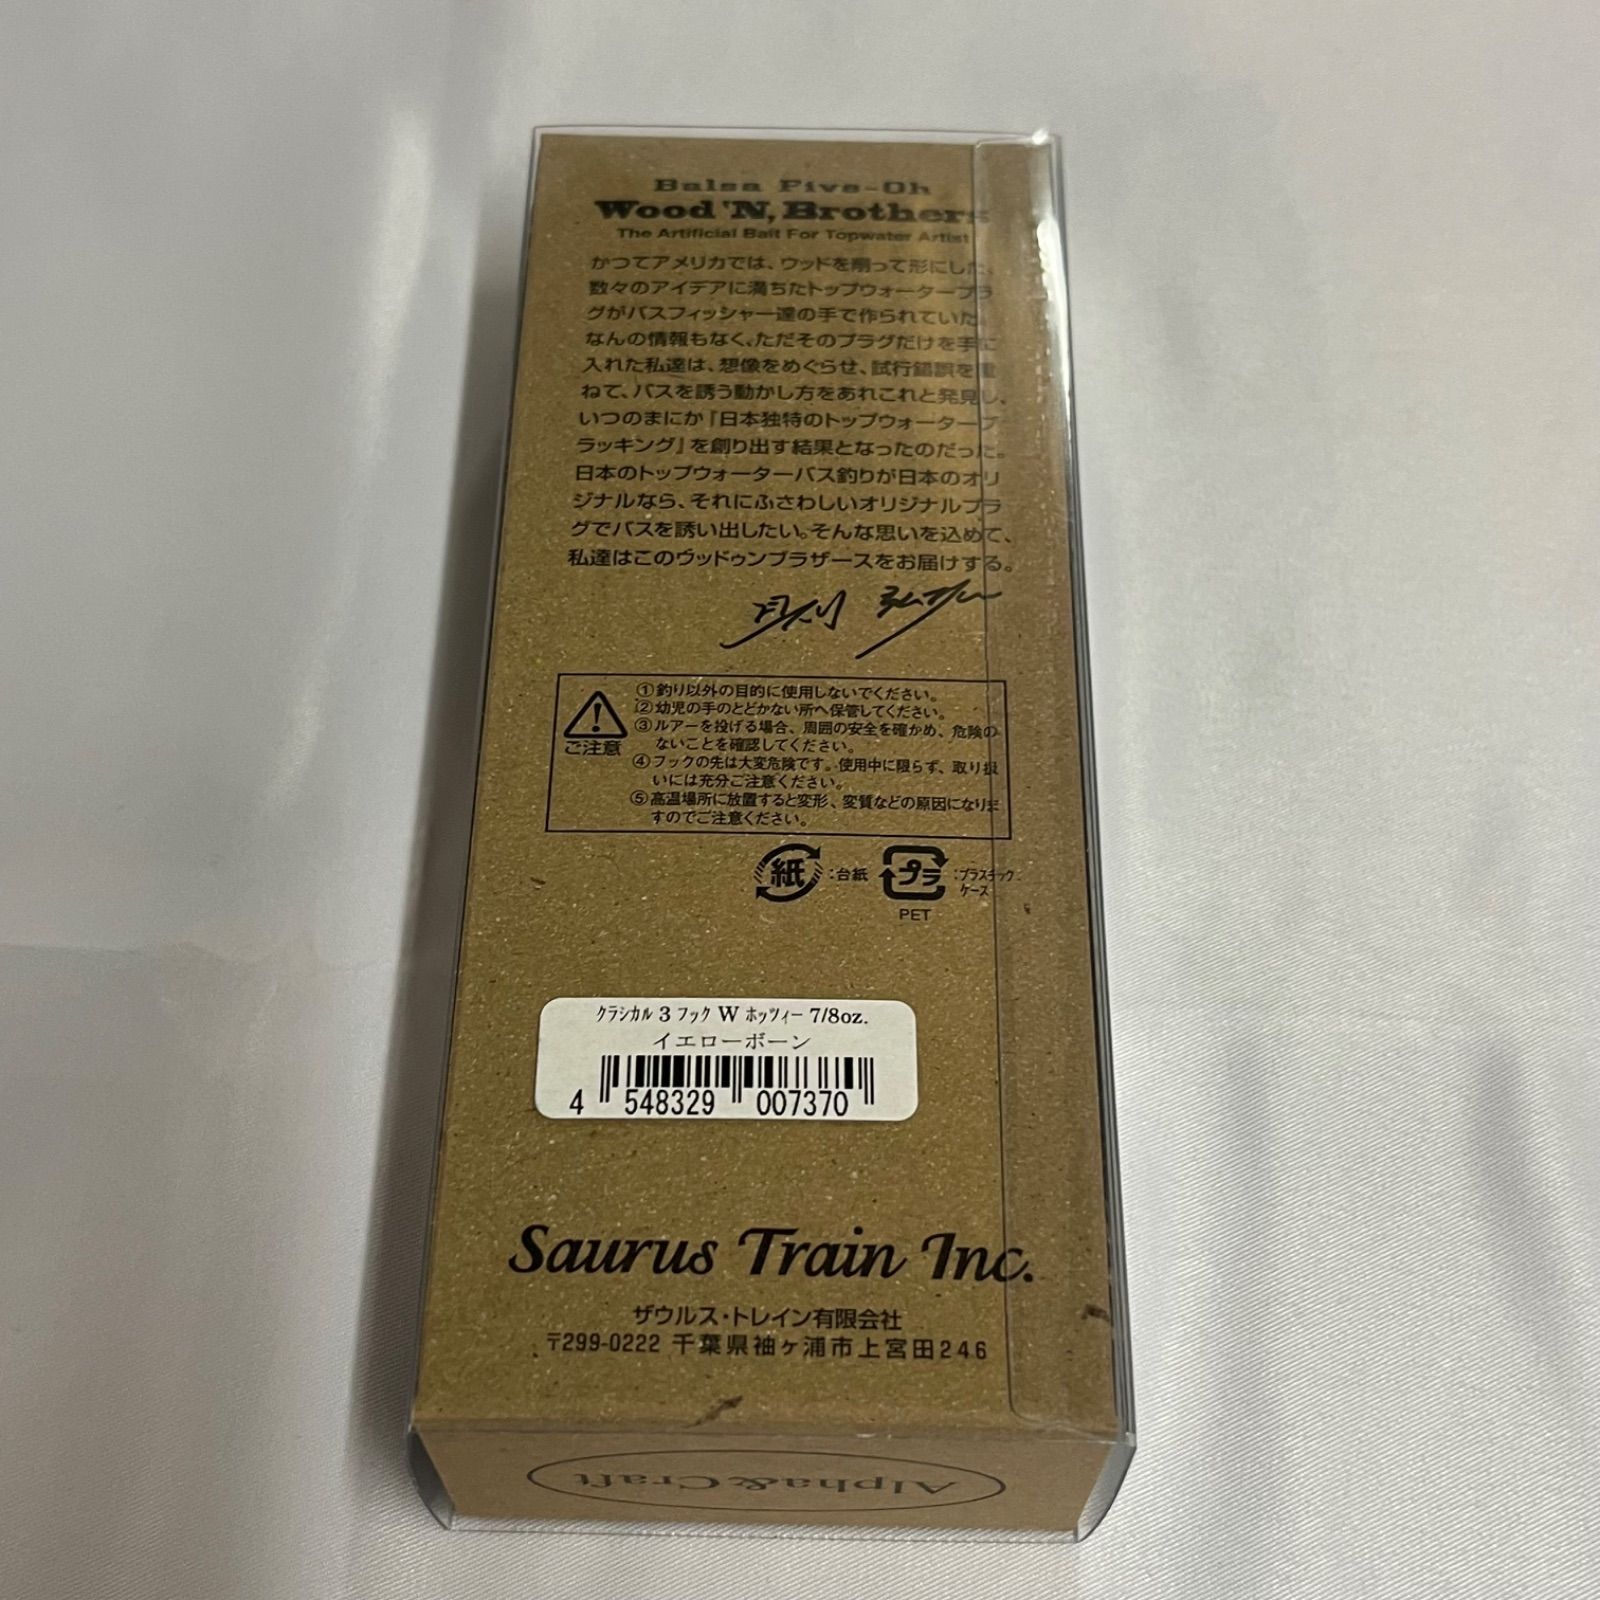 Balsa Five-Oh
Wood 'N, Brothers
The Artificial Bait For Topwater Artist
かつてアメリカでは、ウッドを削って形にした、
数々のアイデアに満ちたトップウォータープラ
グがバスフィッシャー達の手で作られていた。
なんの情報もなく、ただそのプラグだけを手に
入れた私達は、想像をめぐらせ、試行錯誤を重
ねて、バスを誘う動かし方をあれこれと発見し、
いつのまにか『日本独特のトップウォータープ
ラッキング』を創り出す結果となったのだった。
日本のトップウォーターバス釣りが日本のオリ
ジナルなら、それにふさわしいオリジナルプラ
グでバスを誘い出したい。そんな思いを込めて、
私達はこのウッドゥンブラザースをお届けする。
ご注意
①釣り以外の目的に使用しないでください。
②幼児の手のとどかない所へ保管してください。
③ルアーを投げる場合、周囲の安全を確かめ、危険の
ないことを確認してください。
④フックの先は大変危険です。使用中に限らず、取り扱
いには充分ご注意ください。
⑤高温場所に放置すると変形、変質などの原因になりま
すのでご注意ください。
紙 :台紙 プラ :プラスチック
ケース
PET
クラシカル 3 フック W ホッツィー 7/8oz.
イエローボーン
4 548329 007370
Saurus Train Inc.
ザウルス・トレイン有限会社
〒299-0222 千葉県袖ヶ浦市上宮田246
Alpha&Craft